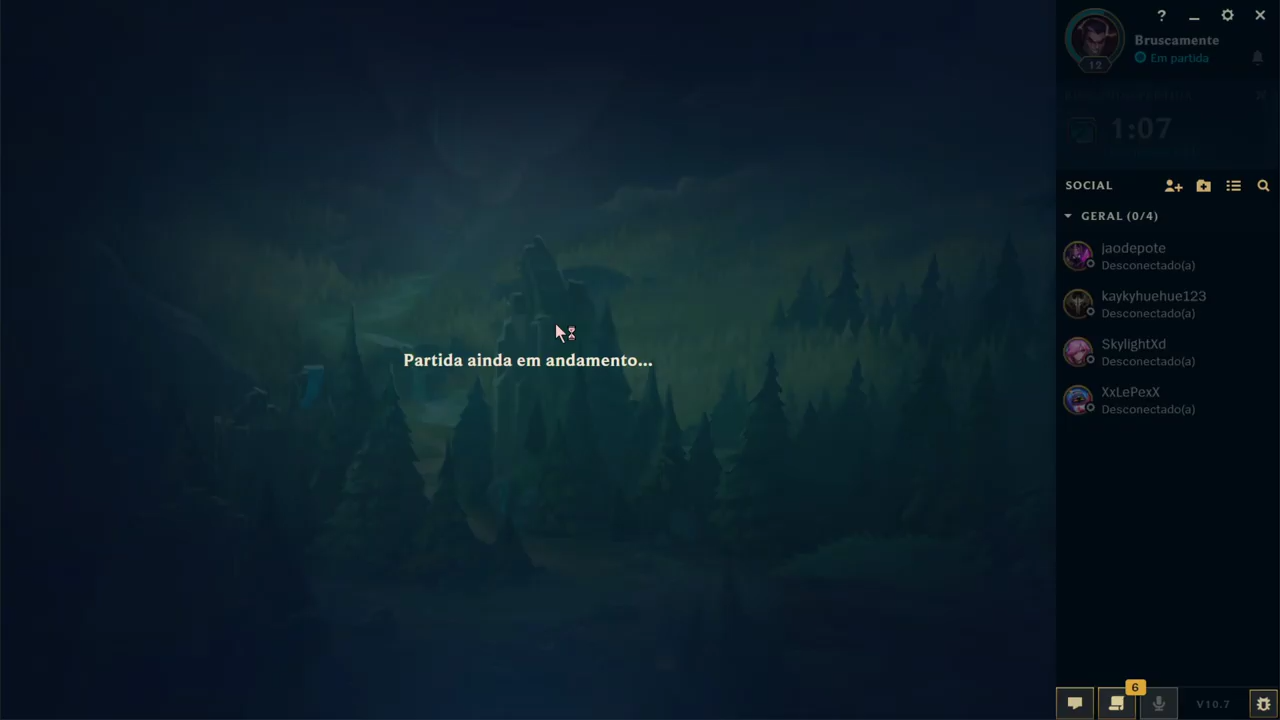 ?
Bruscamente
Em partida
12
1:07
SOCIAL
GERAL (0/4)
jaodepote
Desconectado(a)
kaykyhuehue123
Desconectado(a)
Partida ainda em andamento...
SkylightXd
Desconectado(a)
XxLePexX
Desconectado(a)
6
V10.7